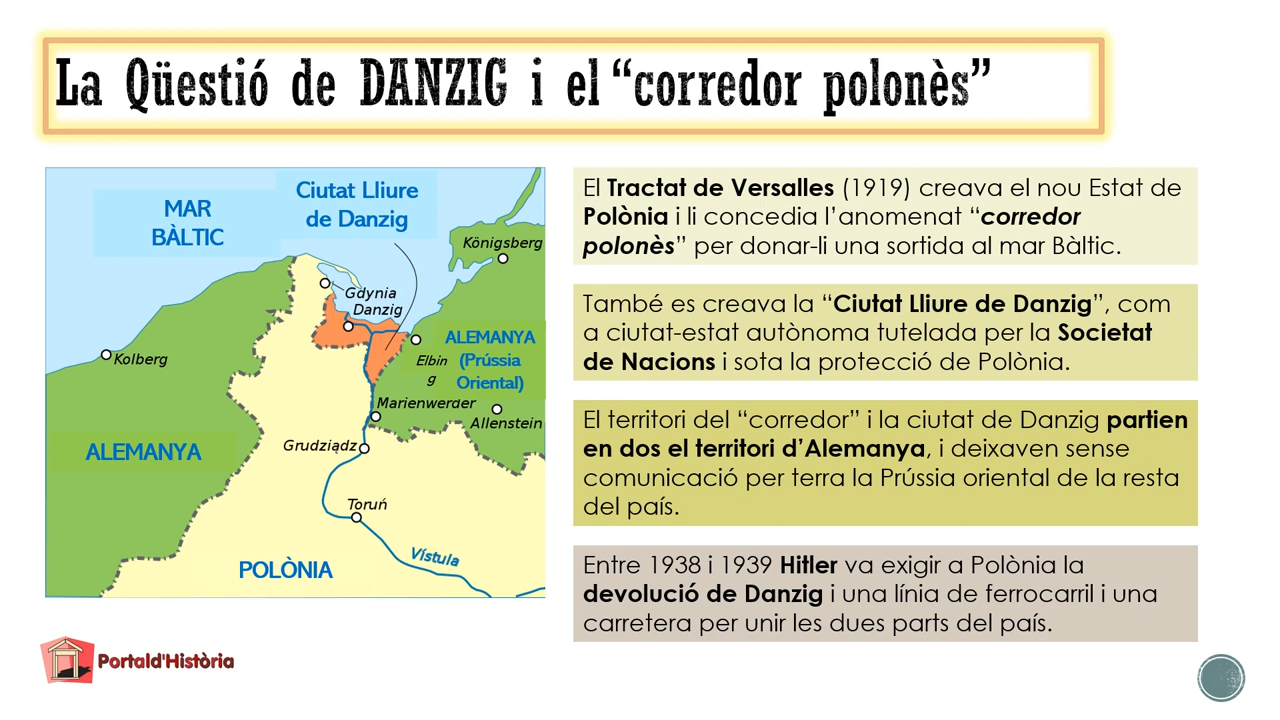 La Qüestió de DANZIG i el “corredor polonès”
MAR
BÀLTIC
Ciutat Lliure
de Danzig
Königsberg
Gdynia
Danzig
Kolberg
ALEMANYA
(Prússia
Oriental)
Elbin
g
Marienwerder
Allenstein
ALEMANYA
Grudziądz
Toruń
Vístula
POLÒNIA
El Tractat de Versalles (1919) creava el nou Estat de
Polònia i li concedia l’anomenat “corredor
polonès” per donar-li una sortida al mar Bàltic.
També es creava la “Ciutat Lliure de Danzig”, com
a ciutat-estat autònoma tutelada per la Societat
de Nacions i sota la protecció de Polònia.
El territori del “corredor” i la ciutat de Danzig partien
en dos el territori d’Alemanya, i deixaven sense
comunicació per terra la Prússia oriental de la resta
del país.
Entre 1938 i 1939 Hitler va exigir a Polònia la
devolució de Danzig i una línia de ferrocarril i una
carretera per unir les dues parts del país.
Portald'Història